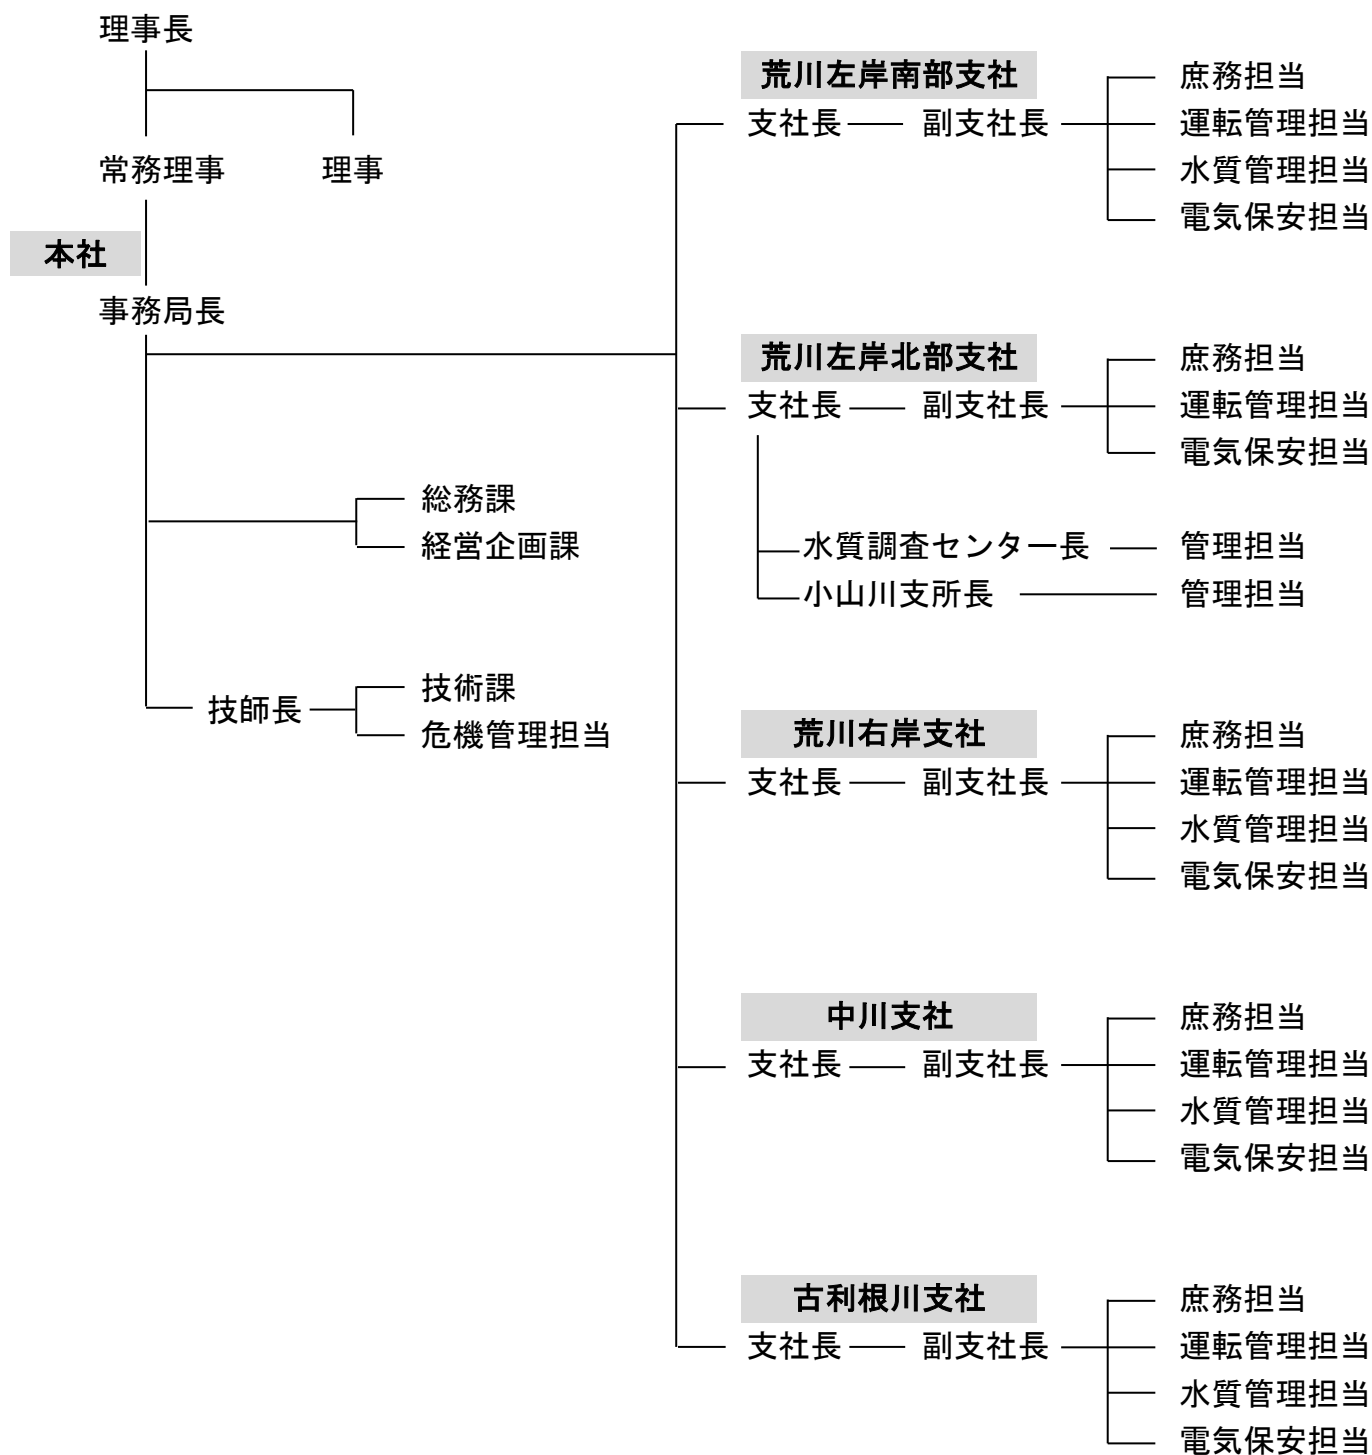 理事長
常務理事
理事
本社
事務局長
総務課
経営企画課
技師長
技術課
危機管理担当
荒川左岸南部支社
支社長
副支社長
庶務担当
運転管理担当
水質管理担当
電気保安担当
荒川左岸北部支社
支社長
副支社長
庶務担当
運転管理担当
電気保安担当
水質調査センター長
管理担当
小山川支所長
管理担当
荒川右岸支社
支社長
副支社長
庶務担当
運転管理担当
水質管理担当
電気保安担当
中川支社
支社長
副支社長
庶務担当
運転管理担当
水質管理担当
電気保安担当
古利根川支社
支社長
副支社長
庶務担当
運転管理担当
水質管理担当
電気保安担当